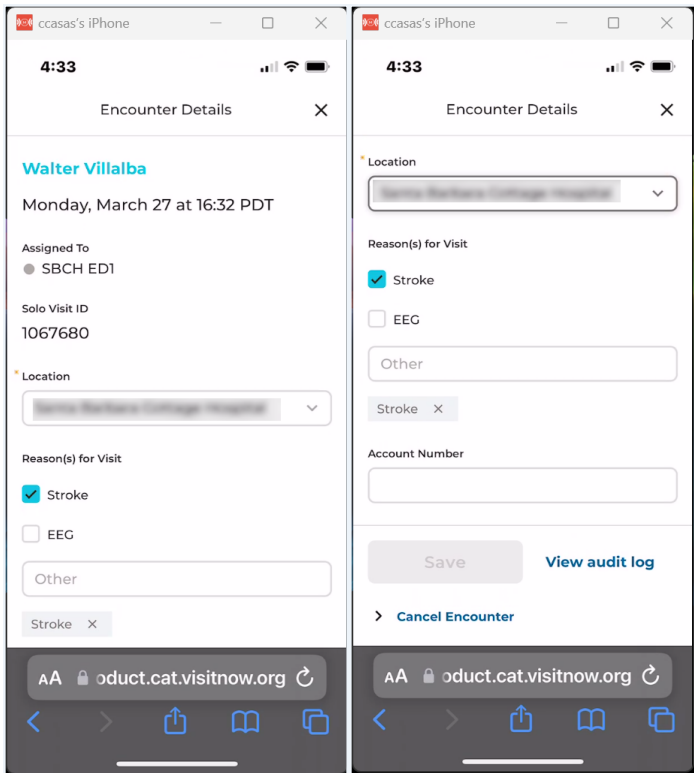 ccasas's iPhone
4:33
Encounter Details
Walter Villalba
Monday, March 27 at 16:32 PDT
Assigned To
SBCH ED1
Solo Visit ID
1067680
* Location
Reason(s) for Visit
Stroke
EEG
Other
Stroke ×
AA oduct.cat.visitnow.org
ccasas's iPhone
4:33
Encounter Details
* Location
Reason(s) for Visit
Stroke
EEG
Other
Stroke ×
Account Number
Save View audit log
Cancel Encounter
AA oduct.cat.visitnow.org